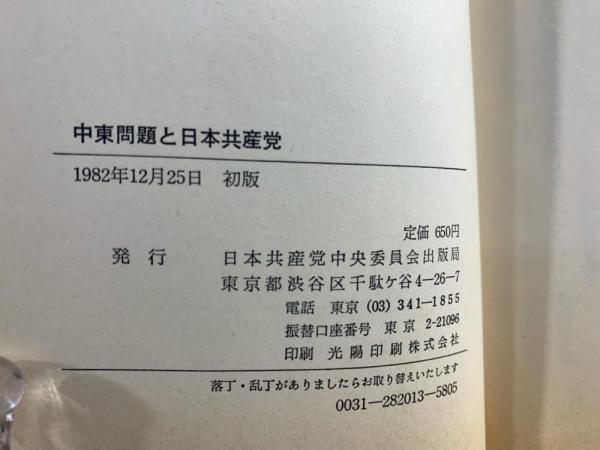 中東問題と日本共産党
1982年12月25日 初版
定価 650円
発行 日本共産党中央委員会出版局
東京都渋谷区千駄ケ谷4—26—7
電話 東京 (03) 341—1855
振替口座番号 東京 2-21096
印刷 光陽印刷株式会社
落丁・乱丁がありましたらお取り替えいたします
0031—282013—5805